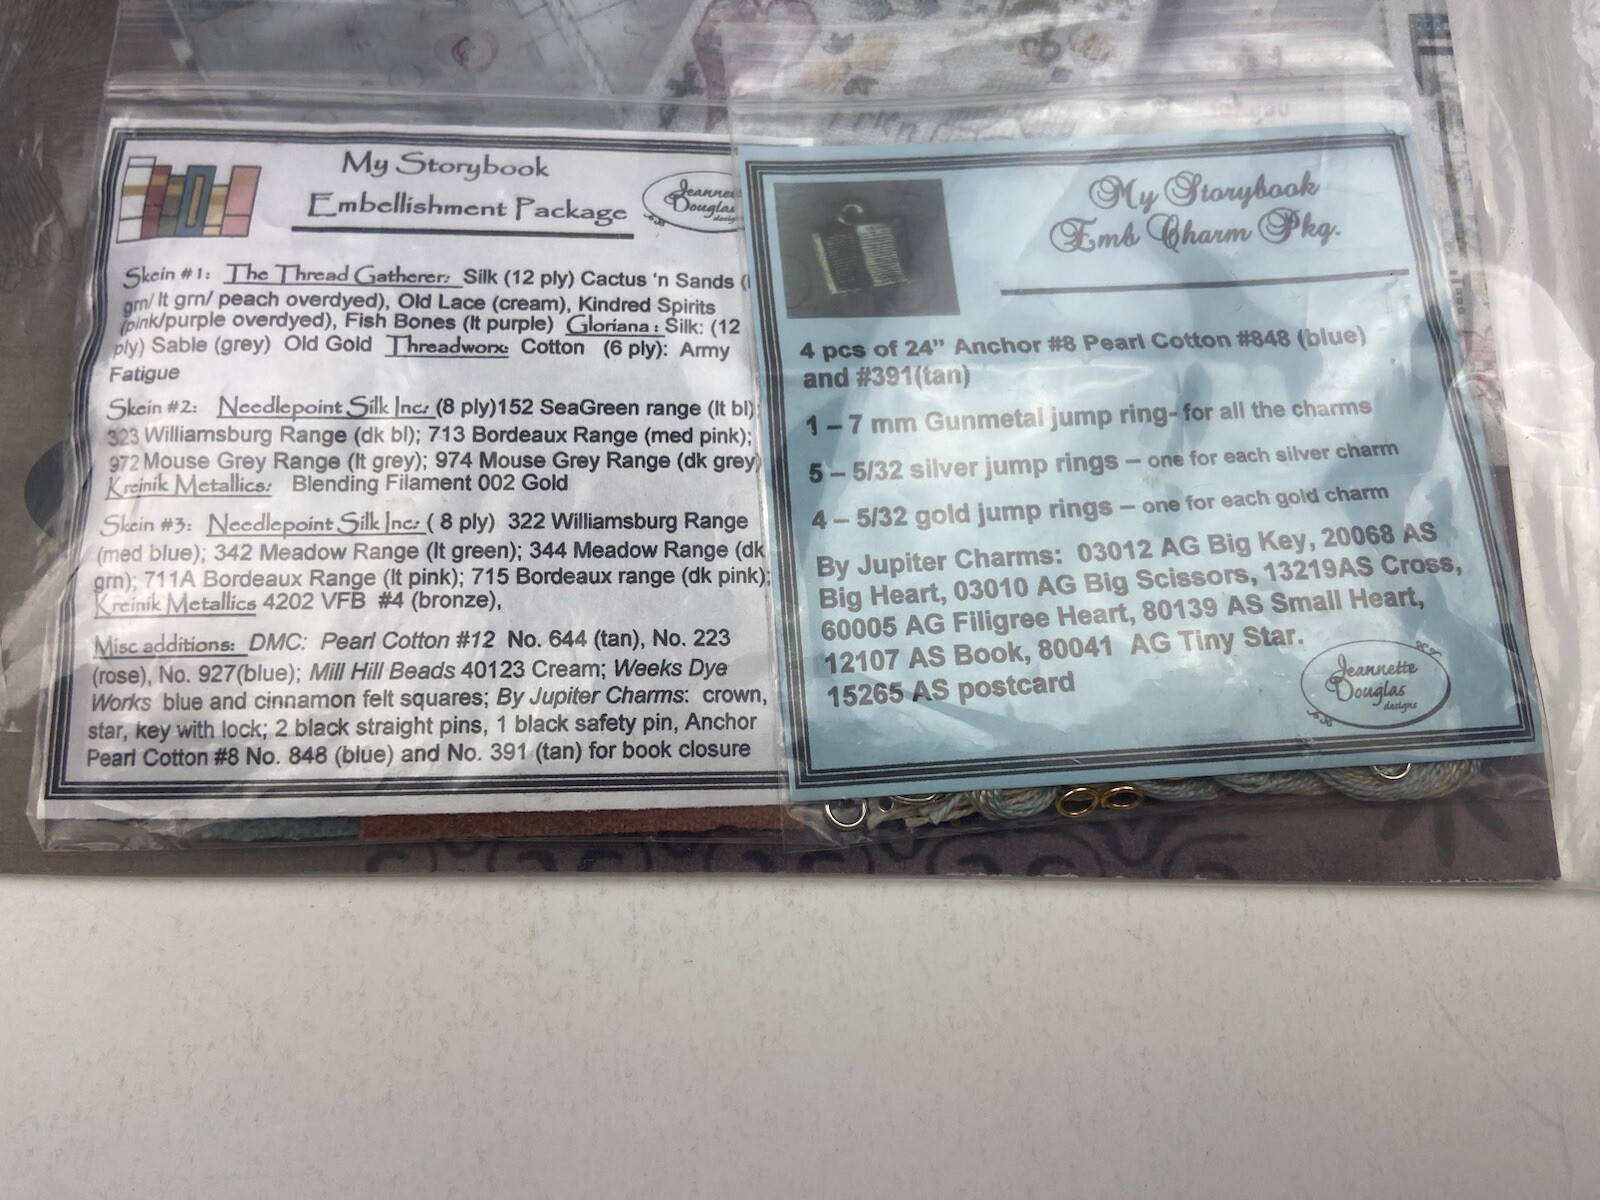 My Storybook
Embellishment Package
Jeannette
Douglas
designs
Skein #1: The Thread Gatherer: Silk (12 ply) Cactus 'n Sands (
grn/ lt grn/ peach overdyed), Old Lace (cream), Kindred Spirits
(pink/purple overdyed), Fish Bones (lt purple) Gloriana: Silk: (12
ply) Sable (grey) Old Gold Threadworx: Cotton (6 ply): Army
Fatigue
Skein #2: Needlepoint Silk Inc: (8 ply)152 SeaGreen range (lt bl);
323 Williamsburg Range (dk bl); 713 Bordeaux Range (med pink);
972 Mouse Grey Range (lt grey); 974 Mouse Grey Range (dk grey)
Kreinik Metallics: Blending Filament 002 Gold
Skein #3: Needlepoint Silk Inc: ( 8 ply) 322 Williamsburg Range
(med blue); 342 Meadow Range (lt green); 344 Meadow Range (dk
grn); 711A Bordeaux Range (lt pink); 715 Bordeaux range (dk pink);
Kreinik Metallics 4202 VFB #4 (bronze),
Misc additions: DMC: Pearl Cotton #12 No. 644 (tan), No. 223
(rose), No. 927(blue); Mill Hill Beads 40123 Cream; Weeks Dye
Works blue and cinnamon felt squares; By Jupiter Charms: crown,
star, key with lock; 2 black straight pins, 1 black safety pin, Anchor
Pearl Cotton #8 No. 848 (blue) and No. 391 (tan) for book closure
My Storybook
Emb Charm Pkg.
4 pcs of 24" Anchor #8 Pearl Cotton #848 (blue)
and #391(tan)
1 – 7 mm Gunmetal jump ring- for all the charms
5 – 5/32 silver jump rings – one for each silver charm
4 – 5/32 gold jump rings – one for each gold charm
By Jupiter Charms: 03012 AG Big Key, 20068 AS
Big Heart, 03010 AG Big Scissors, 13219AS Cross,
60005 AG Filigree Heart, 80139 AS Small Heart,
12107 AS Book, 80041 AG Tiny Star.
15265 AS postcard
Jeannette
Douglas
designs